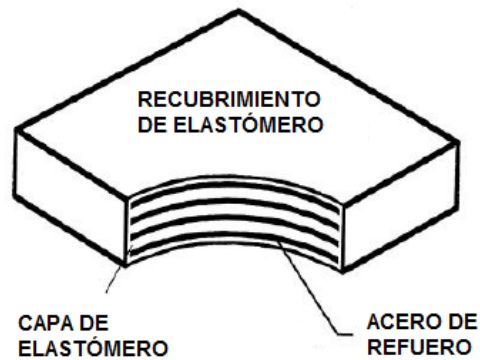 RECUBRIMIENTO
DE ELASTÓMERO
CAPA DE
ELASTÓMERO
ACERO DE
REFUERO